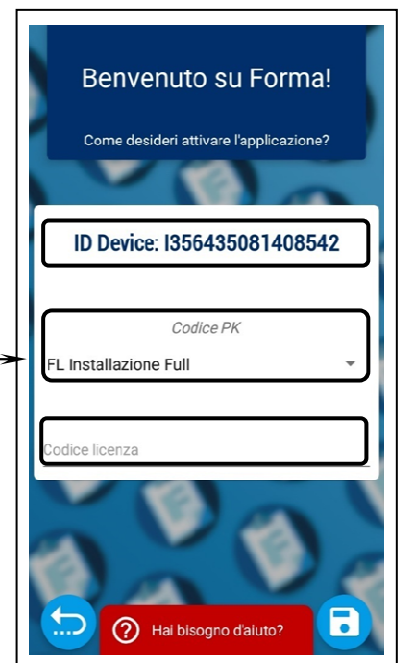 Benvenuto su Forma!
Come desideri attivare l'applicazione?
ID Device: I356435081408542
Codice PK
FL Installazione Full
Codice licenza
Hai bisogno d'aiuto?